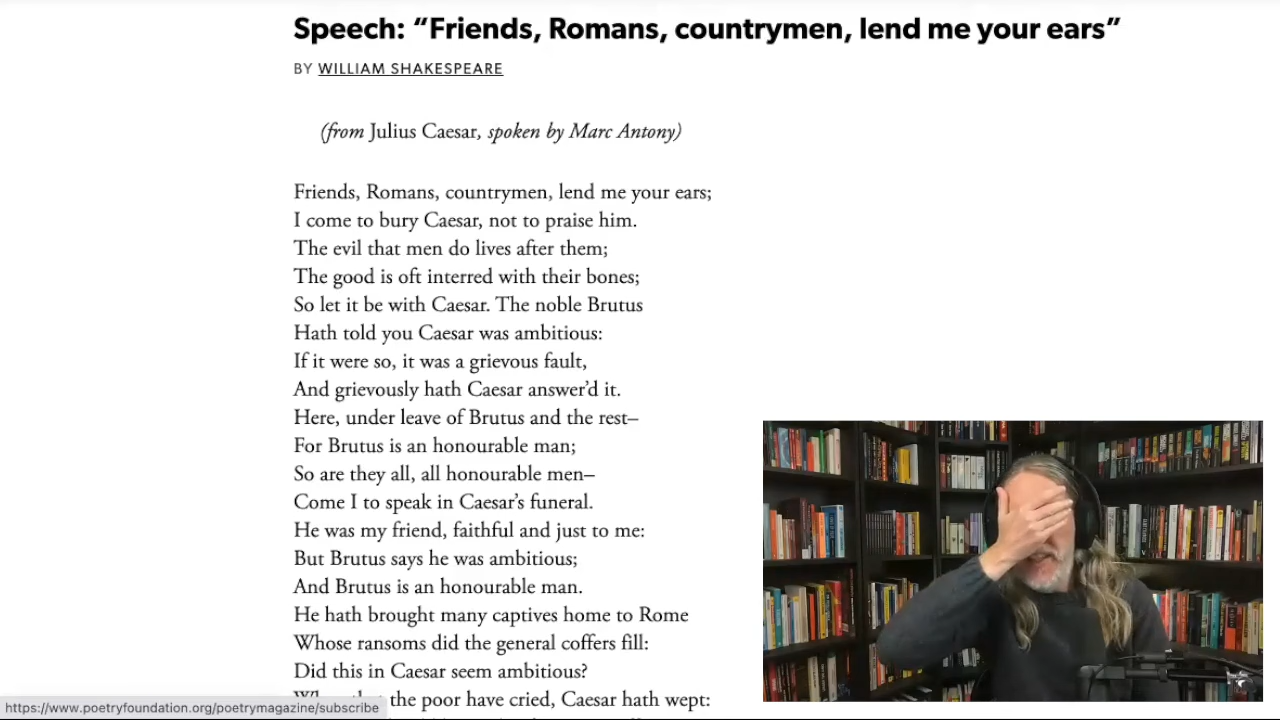 Speech: “Friends, Romans, countrymen, lend me your ears”
BY WILLIAM SHAKESPEARE
(from Julius Caesar, spoken by Marc Antony)
Friends, Romans, countrymen, lend me your ears;
I come to bury Caesar, not to praise him.
The evil that men do lives after them;
The good is oft interred with their bones;
So let it be with Caesar. The noble Brutus
Hath told you Caesar was ambitious:
If it were so, it was a grievous fault,
And grievously hath Caesar answer’d it.
Here, under leave of Brutus and the rest–
For Brutus is an honourable man;
So are they all, all honourable men–
Come I to speak in Caesar’s funeral.
He was my friend, faithful and just to me:
But Brutus says he was ambitious;
And Brutus is an honourable man.
He hath brought many captives home to Rome
Whose ransoms did the general coffers fill:
Did this in Caesar seem ambitious?
the poor have cried, Caesar hath wept:
https://www.poetryfoundation.org/poetrymagazine/subscribe